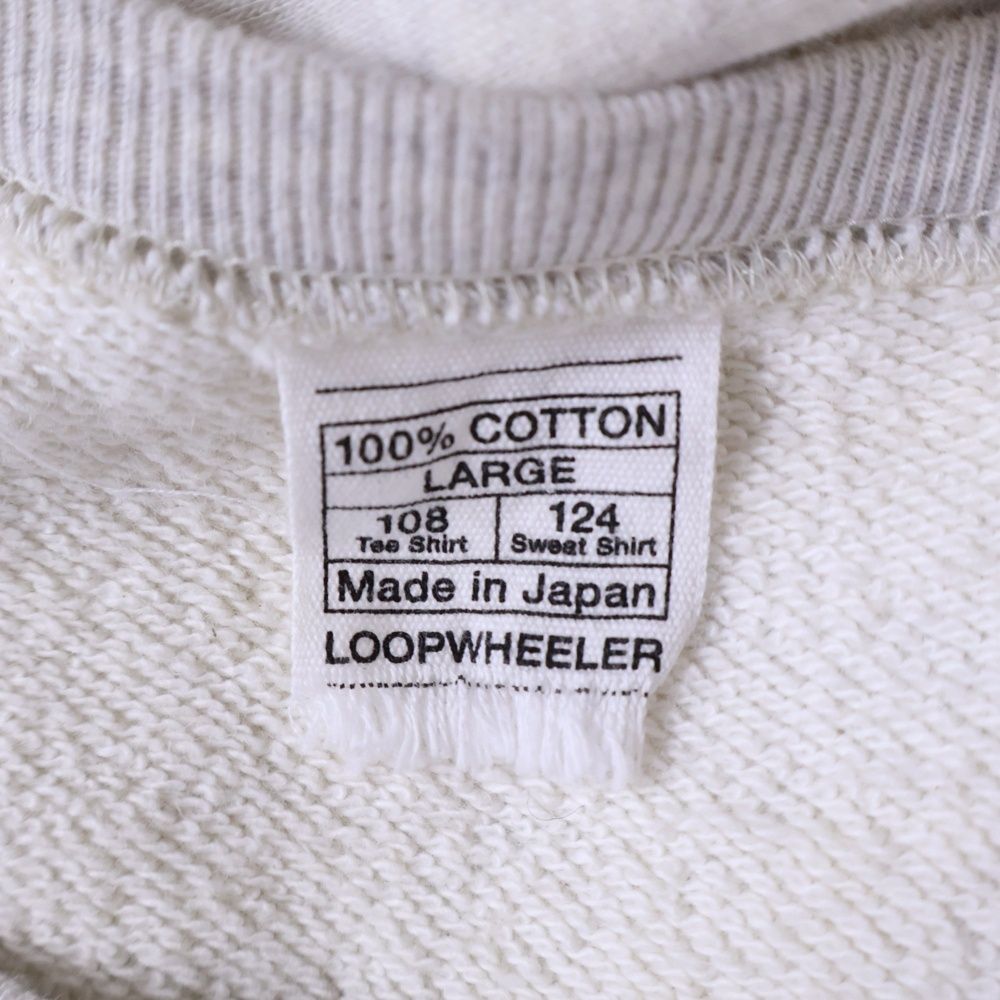 100% COTTON
LARGE
108 124
Tee Shirt Sweat Shirt
Made in Japan
LOOPWHEELER